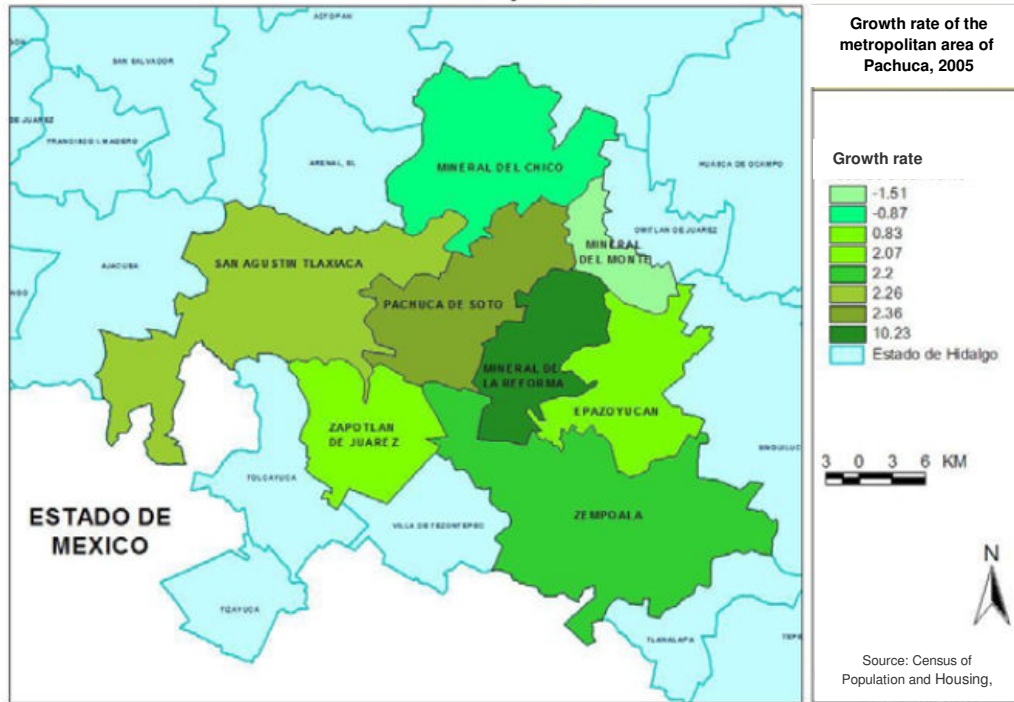 ACTOPAN
SAN SALVADOR
DE JUAREZ
FRANCISCO I. MADERO
ARENAL, EL
MINERAL DEL CHICO
HUASCA DE OCAMPO
OMITLAN DE JUAREZ
MINERAL
DEL MONTE
AJACUBA
SAN AGUSTIN TLAXIACA
PACHUCA DE SOTO
MINERAL DE
LA REFORMA
EPAZOYUCAN
ZAPOTLAN
DE JUAREZ
TOLCAYUCA
ZEMPOALA
VILLA DE TEZONTEPEC
ESTADO DE
MEXICO
TIZAYUCA
TLANALAPA
Growth rate of the
metropolitan area of
Pachuca, 2005
Growth rate
-1.51
-0.87
0.83
2.07
2.2
2.26
2.36
10.23
Estado de Hidalgo
3 0 3 6 KM
N
Source: Census of
Population and Housing,